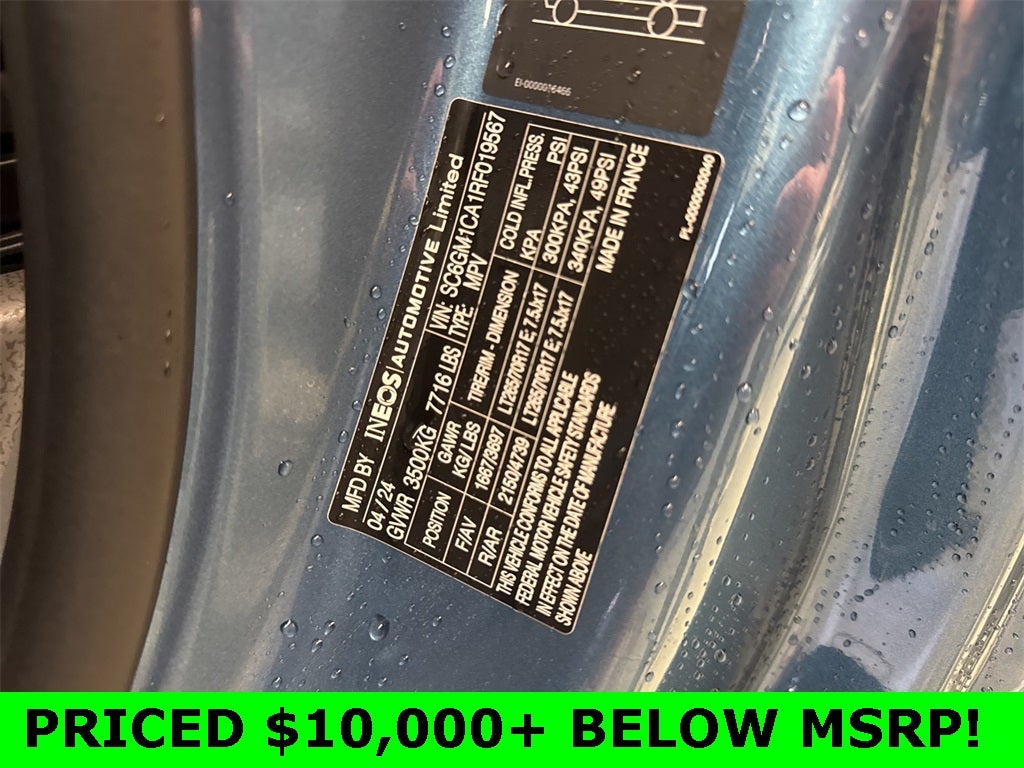 EI-0000016466
MFD BY INEOS AUTOMOTIVE Limited
04/24 VIN: SC6GM1CA1RF019567
GVWR 3500KG 7716 LBS TYPE: MPV
POSITION GAWR KG/LBS TIRE/RIM - DIMENSION COLD INFL. PRESS. KPA PSI
F/AV 1667/3697 LT265/70R17 E; 7.5Jx17 300KPA, 43PSI
R/AR 2150/4739 LT265/70R17 E; 7.5Jx17 340KPA, 49PSI
THIS VEHICLE CONFORMS TO ALL APPLICABLE MADE IN FRANCE
FEDERAL MOTOR VEHICLE SAFETY STANDARDS
IN EFFECT ON THE DATE OF MANUFACTURE
SHOWN ABOVE
PRICED $10,000+ BELOW MSRP!